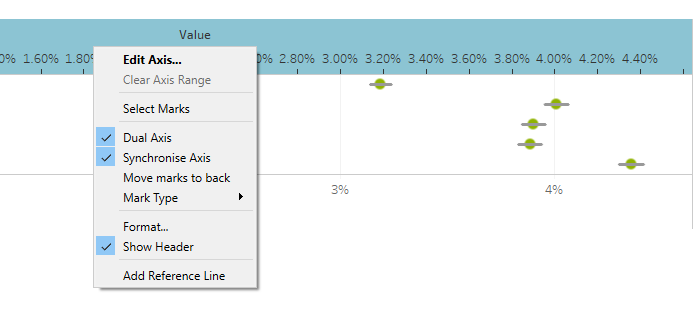 Value
0% 1.60% 1.80% 2.60% 2.80% 3.00% 3.20% 3.40% 3.60% 3.80% 4.00% 4.20% 4.40%
Edit Axis...
Clear Axis Range
Select Marks
Dual Axis
Synchronise Axis
Move marks to back
3% 4%
Mark Type
Format...
Show Header
Add Reference Line